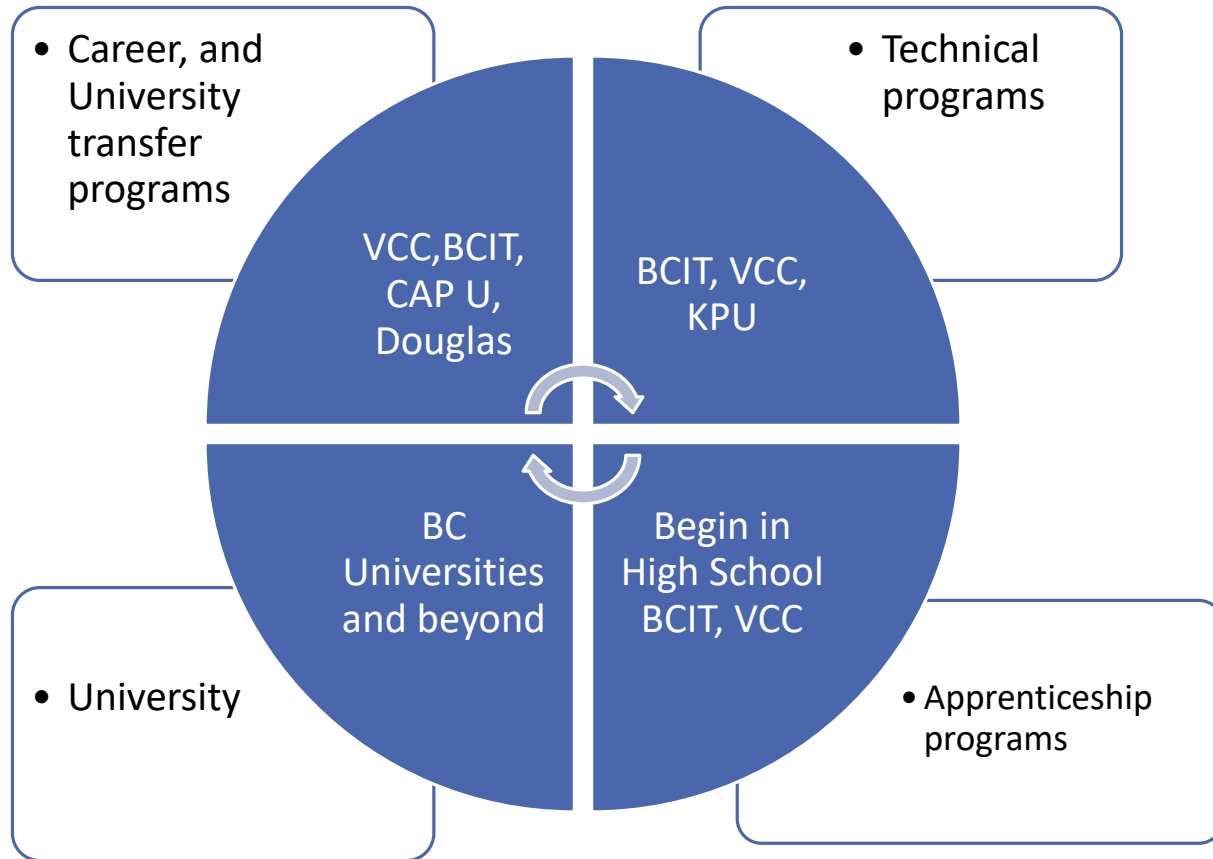 • Career, and
University
transfer
programs
• Technical
programs
VCC,BCIT,
CAP U,
Douglas
BCIT, VCC,
KPU
BC
Universities
and beyond
Begin in
High School
BCIT, VCC
• University
• Apprenticeship
programs